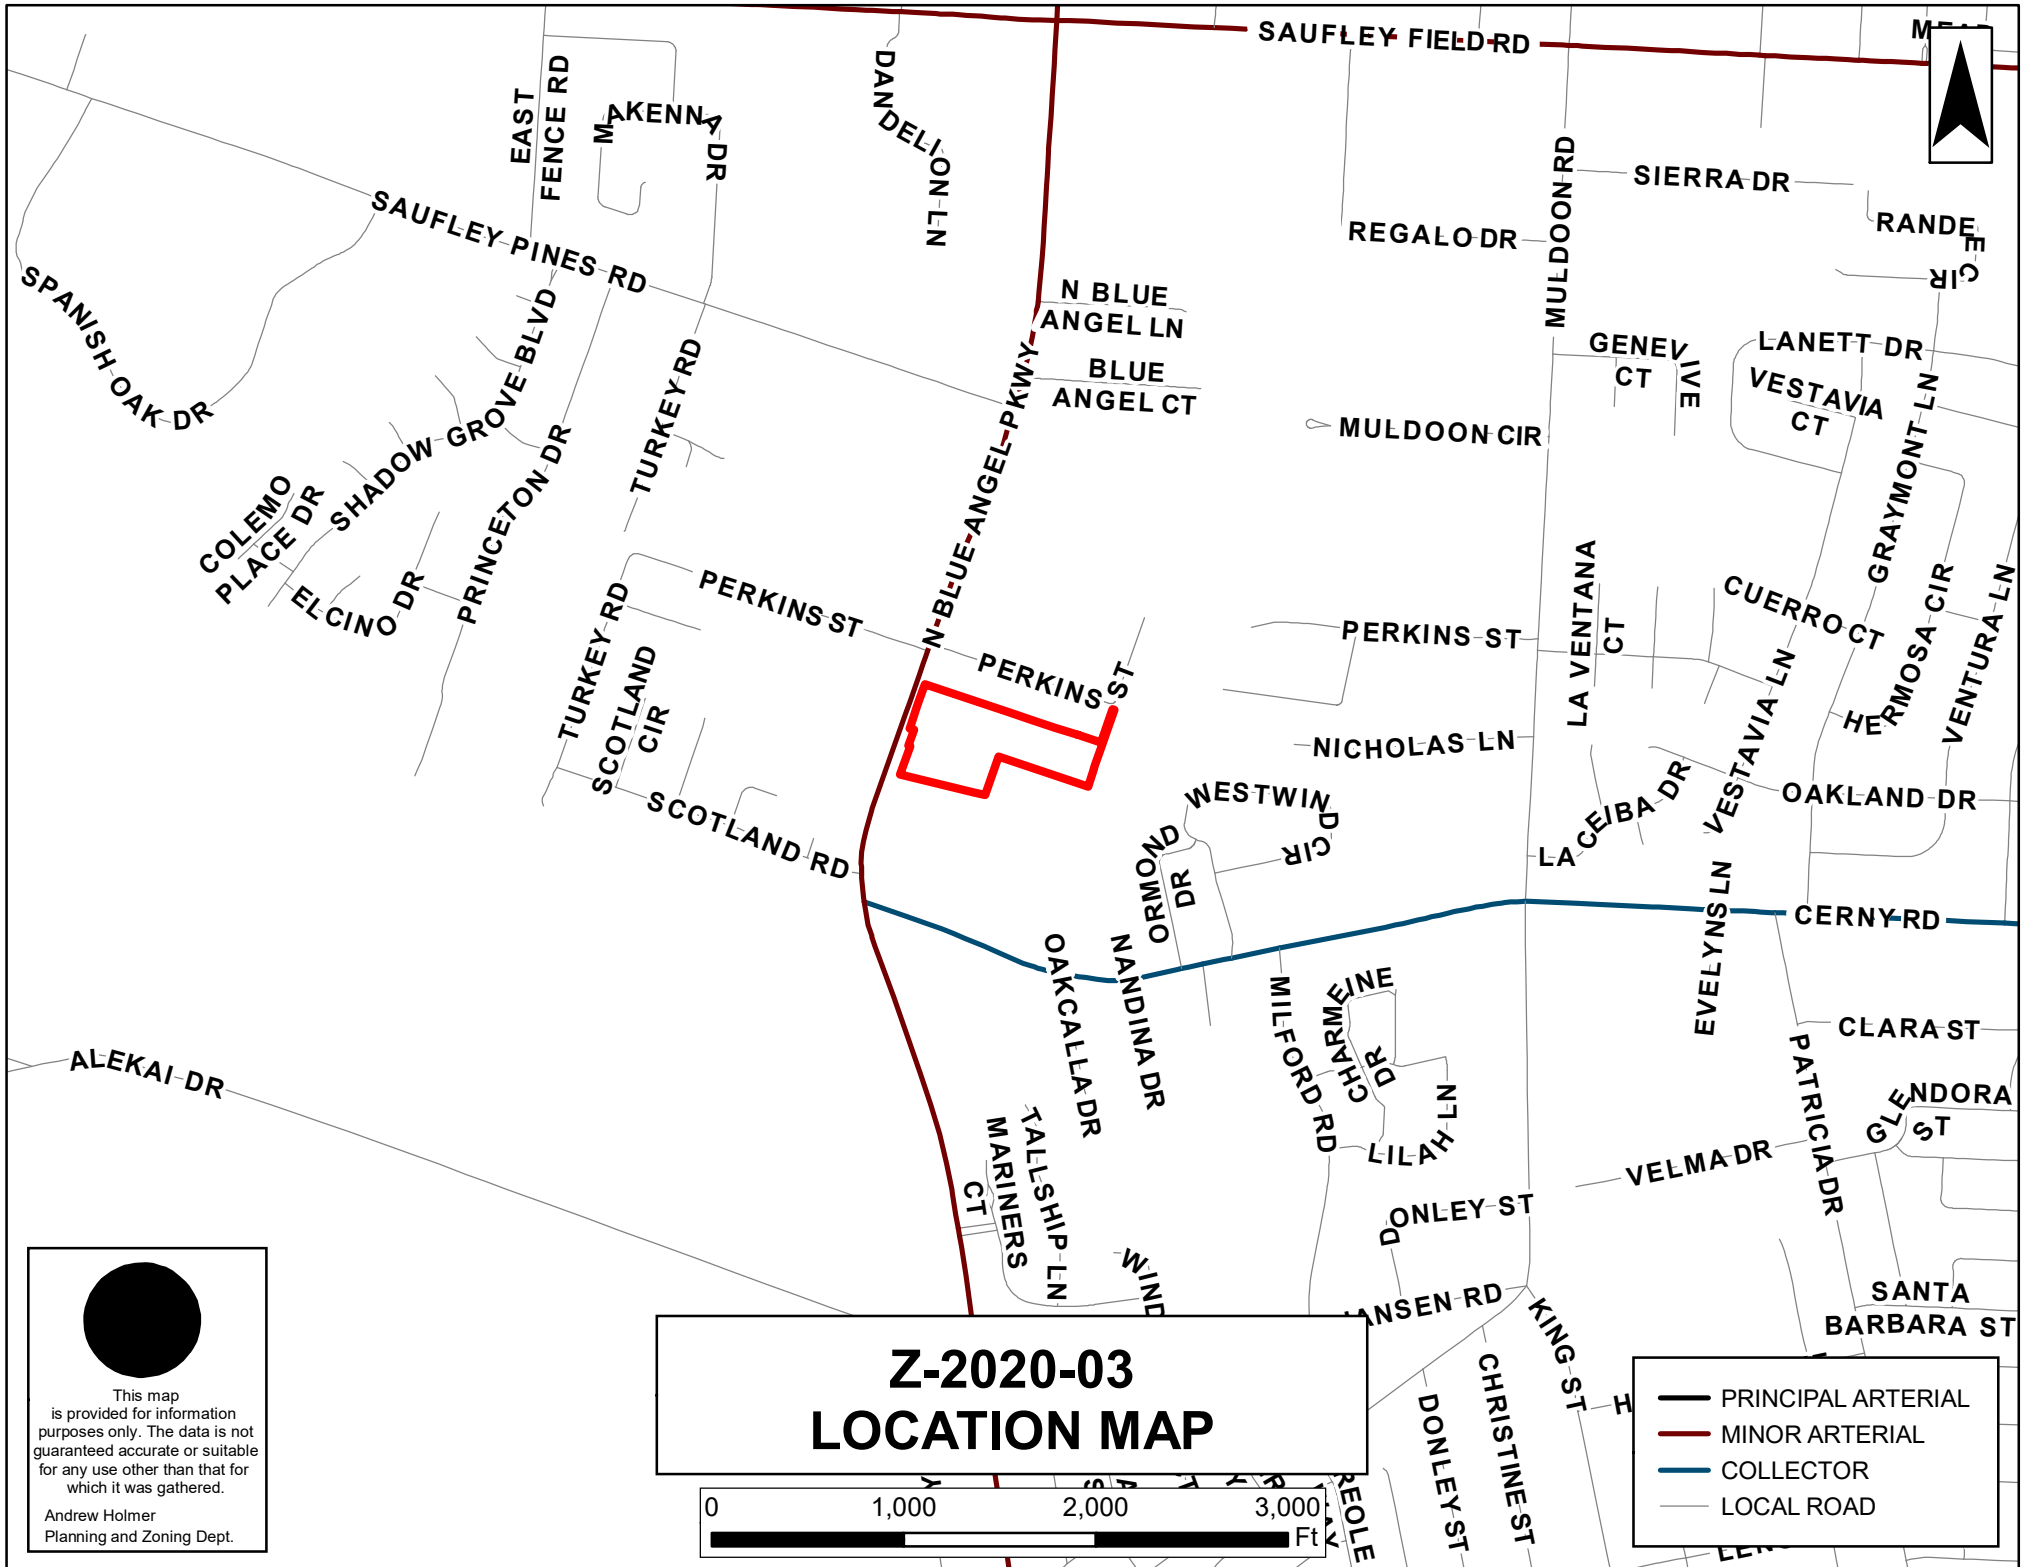 SAUFLEY FIELD RD
EAST
FENCE RD
MAKENNA DR
DANDELION LN
MULDOON RD
SIERRA DR
RANDEE CIR
REGALO DR
SAUFLEY PINES RD
SPANISH OAK DR
N BLUE
ANGEL LN
BLUE
ANGEL CT
N BLUE ANGEL PKWY
GENEVIVE
CT
LANETT DR
VESTAVIA
CT
GRAYMONT LN
MULDOON CIR
SHADOW GROVE BLVD
TURKEY RD
PRINCETON DR
COLEMO
PLACE DR
ELCINO DR
PERKINS ST
TURKEY RD
SCOTLAND
CIR
PERKINS ST
PERKINS ST
LA VENTANA
CT
CUERRO CT
HERMOSA CIR
VENTURA LN
VESTAVIA LN
NICHOLAS LN
SCOTLAND RD
WESTWIND CIR
ORMOND
DR
LA CEIBA DR
OAKLAND DR
CERNY RD
EVELYNS LN
OAKCALLA DR
NANDINA DR
MILFORD RD
CHARMEINE
DR
LILAH LN
CLARA ST
PATRICIA DR
GLENDORA
ST
ALEKAI DR
MARINERS
CT
TALLSHIP LN
VELMA DR
DONLEY ST
WIND
ANSEN RD
KING ST
SANTA
BARBARA ST
CHRISTINE ST
DONLEY ST
REOLE
H
Z-2020-03
LOCATION MAP
0 1,000 2,000 3,000
Ft
This map
is provided for information
purposes only. The data is not
guaranteed accurate or suitable
for any use other than that for
which it was gathered.
Andrew Holmer
Planning and Zoning Dept.
PRINCIPAL ARTERIAL
MINOR ARTERIAL
COLLECTOR
LOCAL ROAD